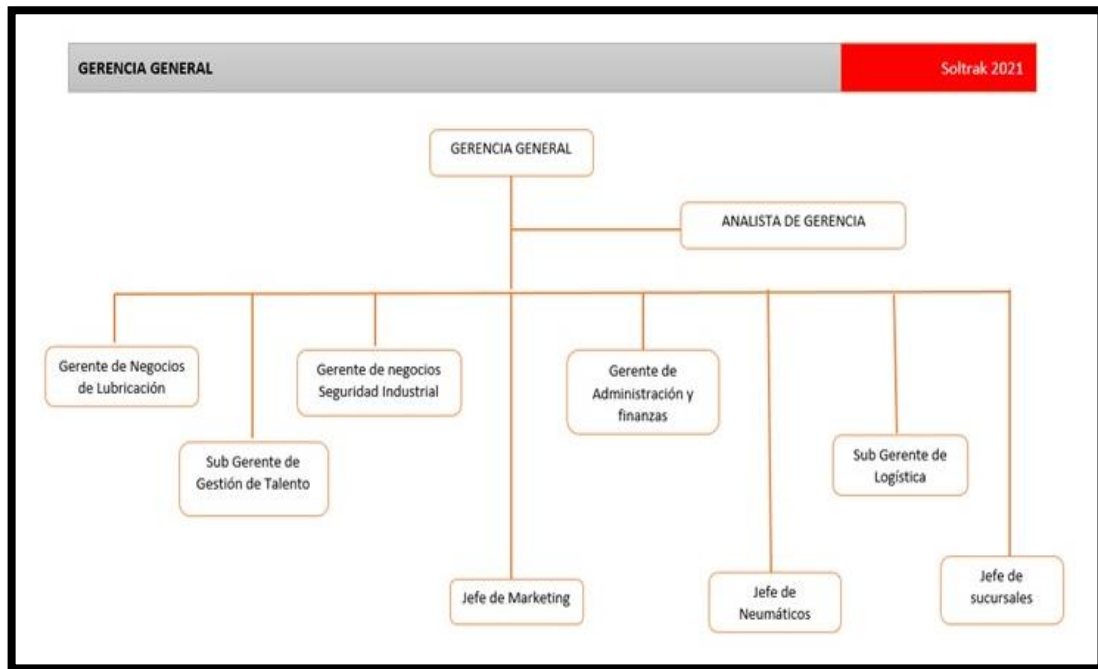 GERENCIA GENERAL
Soltrak 2021
GERENCIA GENERAL
ANALISTA DE GERENCIA
Gerente de Negocios
de Lubricación
Sub Gerente de
Gestión de Talento
Gerente de negocios
Seguridad Industrial
Jefe de Marketing
Gerente de
Administración y
finanzas
Jefe de
Neumáticos
Sub Gerente de
Logística
Jefe de
sucursales